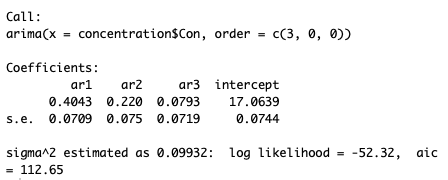 Call:
arima(x = concentration$Con, order = c(3, 0, 0))
Coefficients:
ar1 ar2 ar3 intercept
0.4043 0.220 0.0793 17.0639
s.e. 0.0709 0.075 0.0719 0.0744
sigma^2 estimated as 0.09932: log likelihood = -52.32, aic
= 112.65